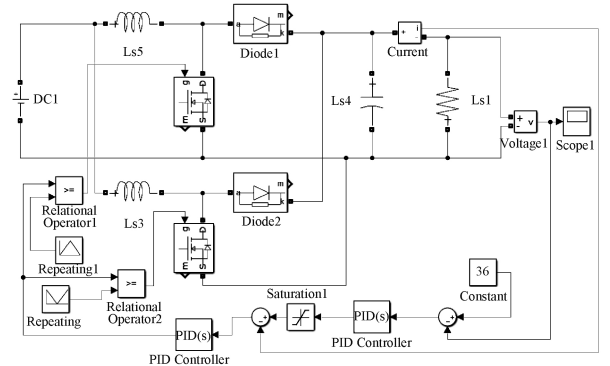 m
a
k
Diode1
Ls5
g
D
m
S
DC1
+
i
-
Current
Ls4
Ls1
+
-
v
Voltage1
Scope1
>=
Relational
Operator1
Ls3
m
a
k
Diode2
g
D
m
S
Repeating1
>=
Relational
Operator2
Repeating
36
Constant
Saturation1
PID(s)
PID Controller
PID(s)
PID Controller